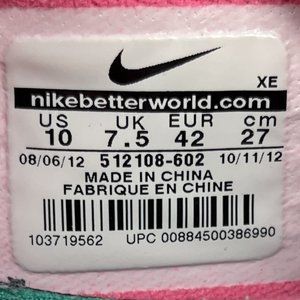 XE
nikebetterworld.com
US UK EUR cm
10 7.5 42 27
08/06/12 512108-602 10/11/12
MADE IN CHINA
FABRIQUE EN CHINE
103719562 UPC 00884500386990